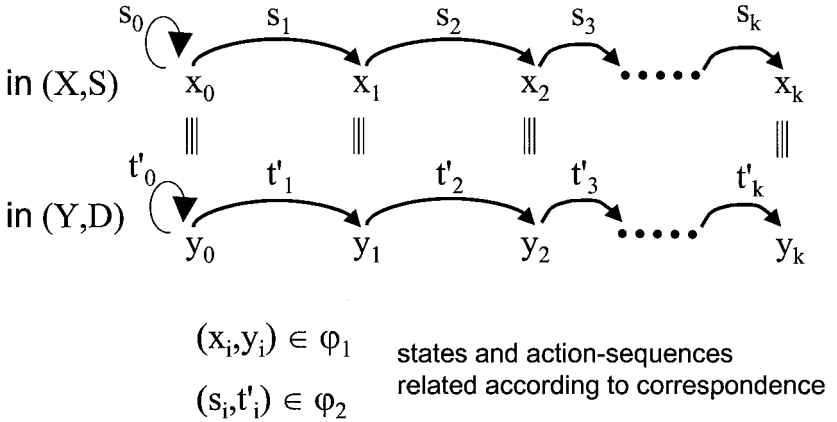 s₀ s₁ s₂ s₃ sₖ
in (X,S) x₀ x₁ x₂ ••••• xₖ
t'₀ t'₁ t'₂ t'₃ t'ₖ
in (Y,D) y₀ y₁ y₂ ••••• yₖ
(xᵢ,yᵢ) ∈ φ₁
states and action-sequences
(sᵢ,t'ᵢ) ∈ φ₂
related according to correspondence